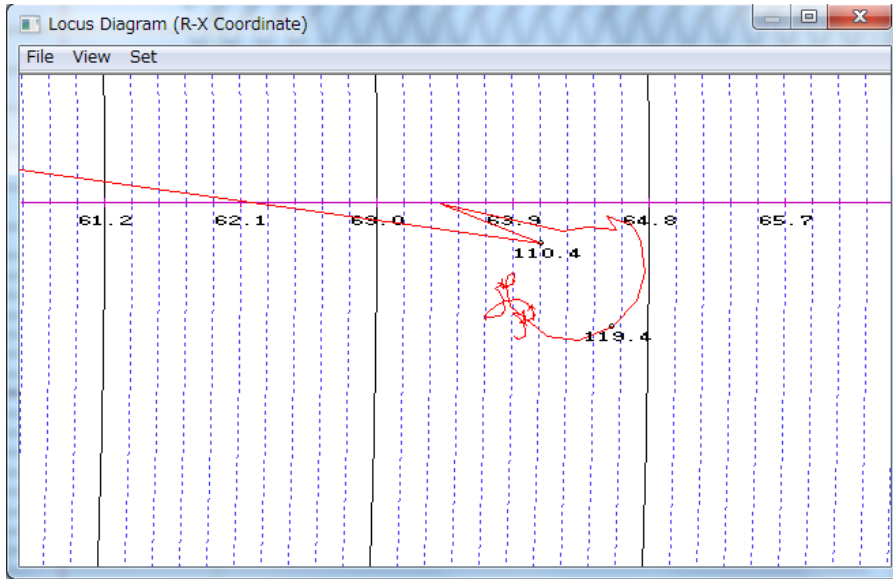 Locus Diagram (R-X Coordinate)
File View Set
61.2 62.1 63.0 63.9 64.8 65.7
110.4
119.4